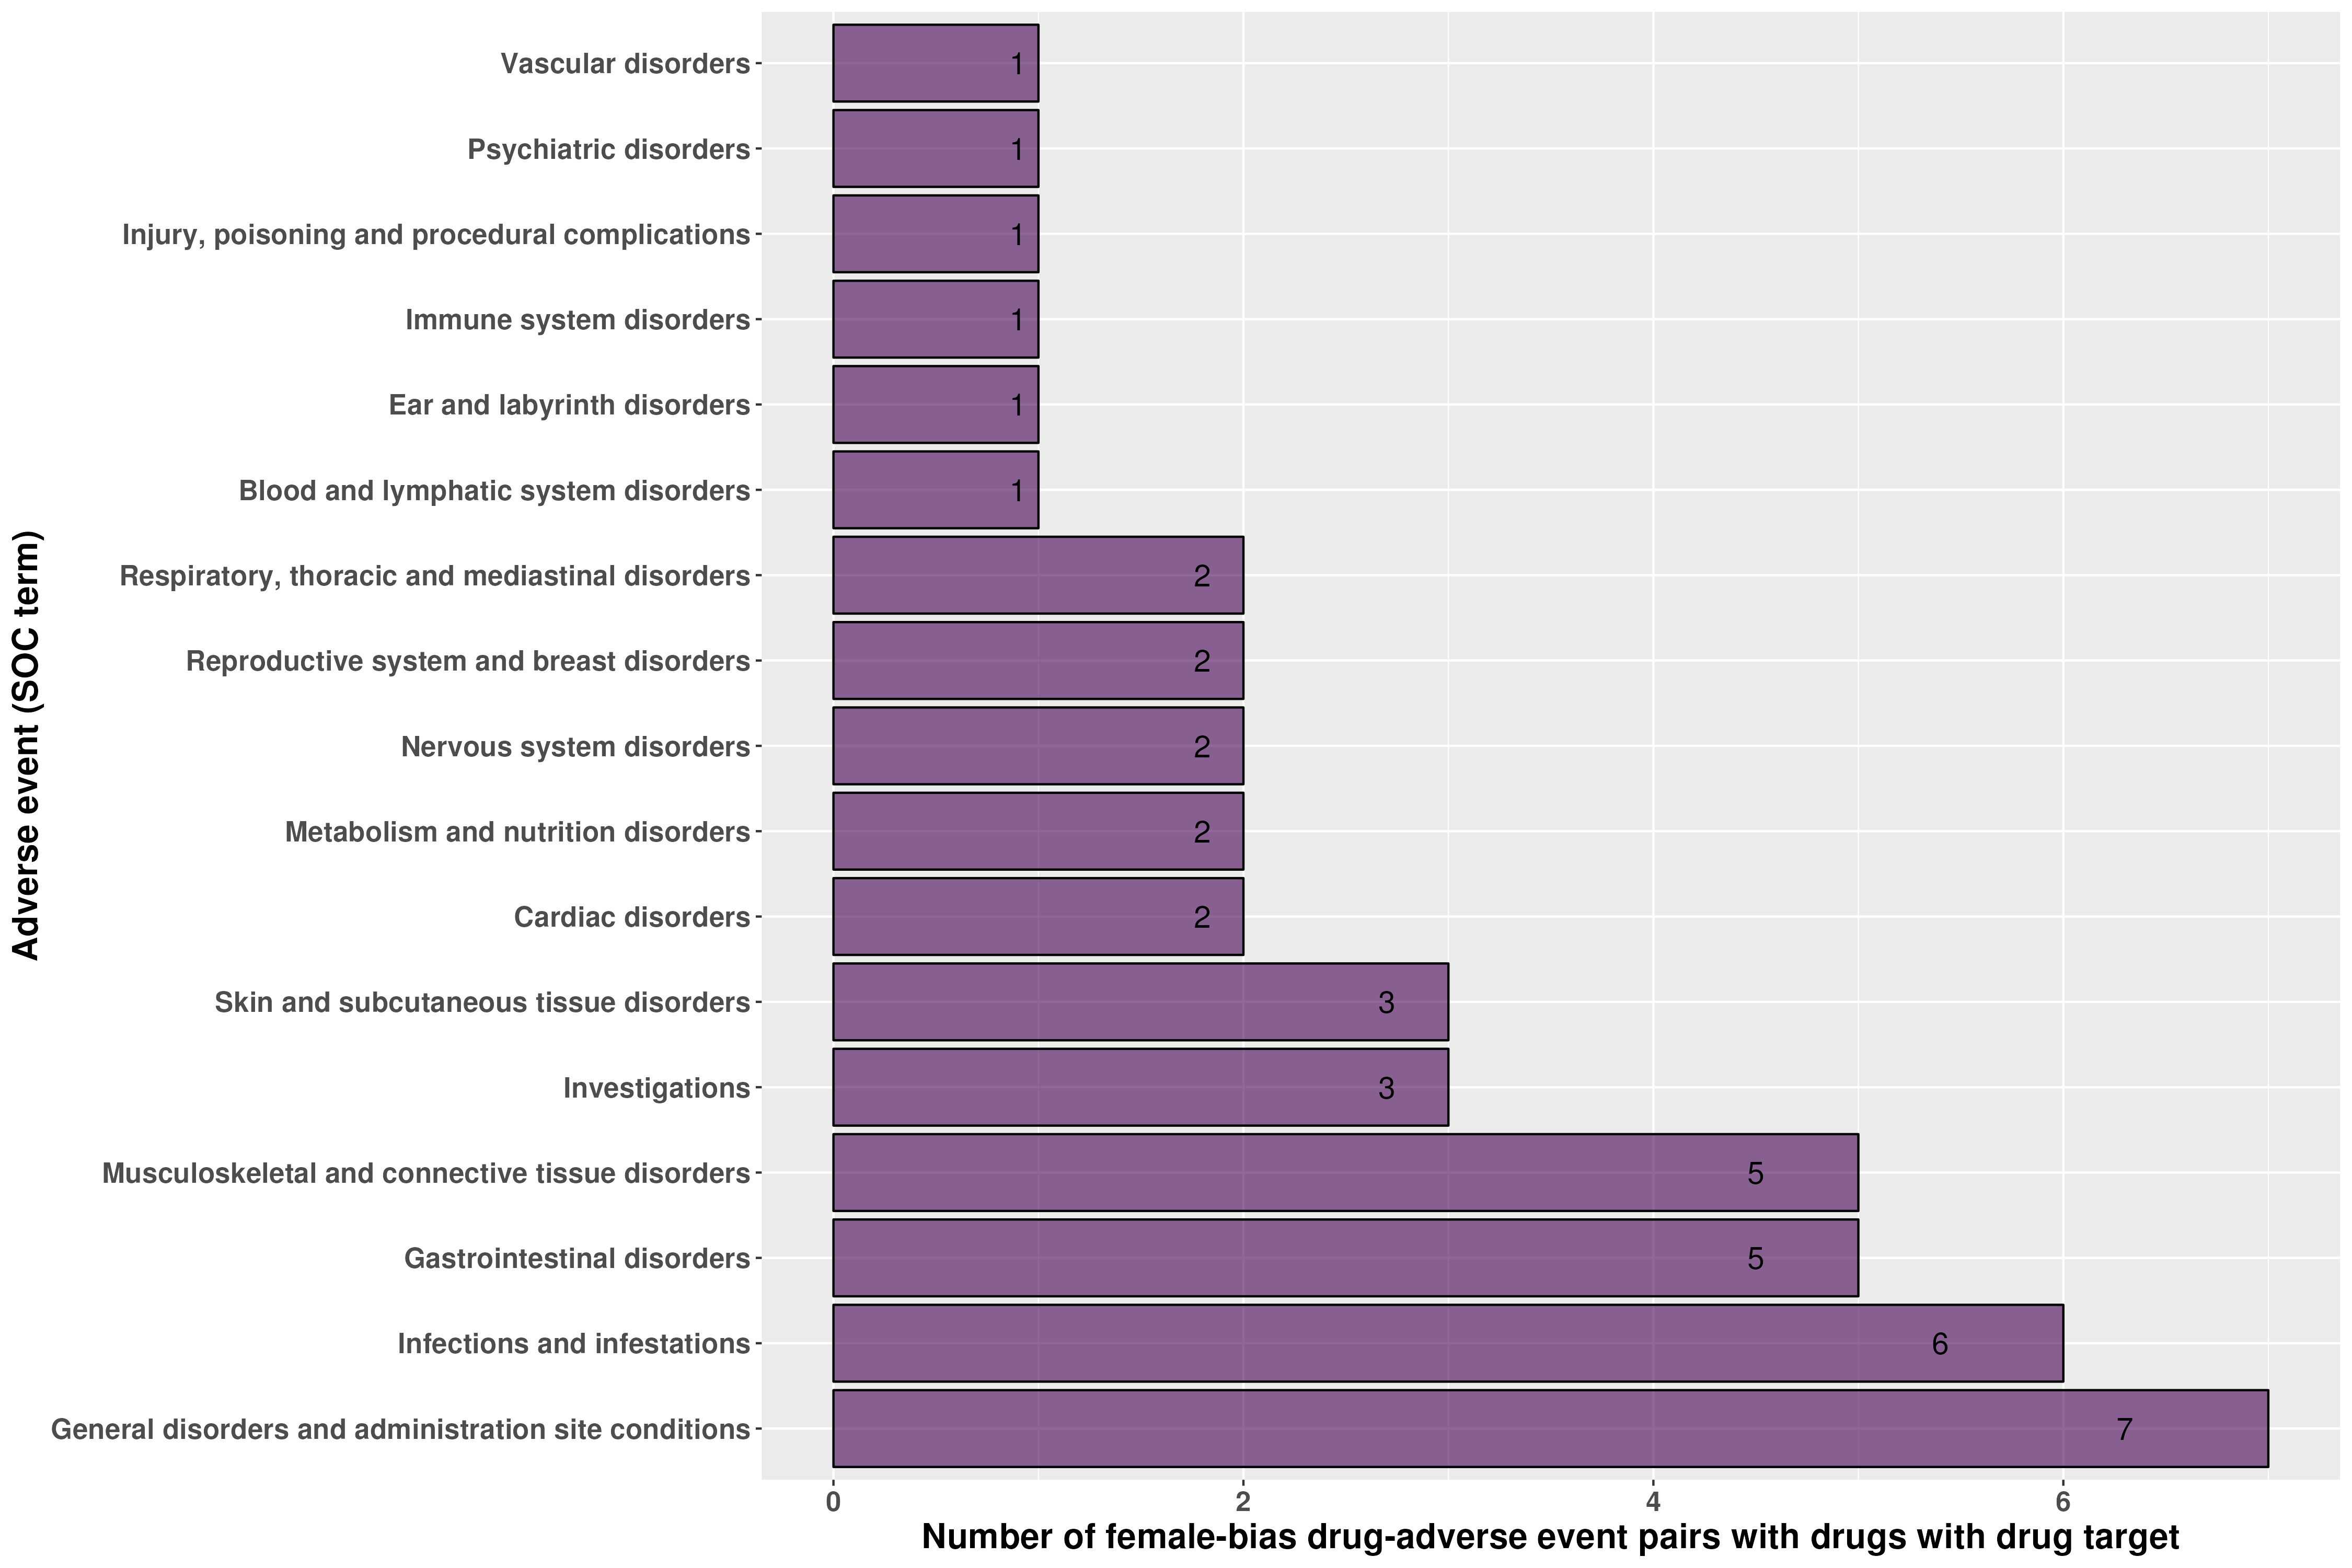 Adverse event (SOC term)
Vascular disorders 1
Psychiatric disorders 1
Injury, poisoning and procedural complications 1
Immune system disorders 1
Ear and labyrinth disorders 1
Blood and lymphatic system disorders 1
Respiratory, thoracic and mediastinal disorders 2
Reproductive system and breast disorders 2
Nervous system disorders 2
Metabolism and nutrition disorders 2
Cardiac disorders 2
Skin and subcutaneous tissue disorders 3
Investigations 3
Musculoskeletal and connective tissue disorders 5
Gastrointestinal disorders 5
Infections and infestations 6
General disorders and administration site conditions 7
0 2 4 6
Number of female-bias drug-adverse event pairs with drugs with drug target